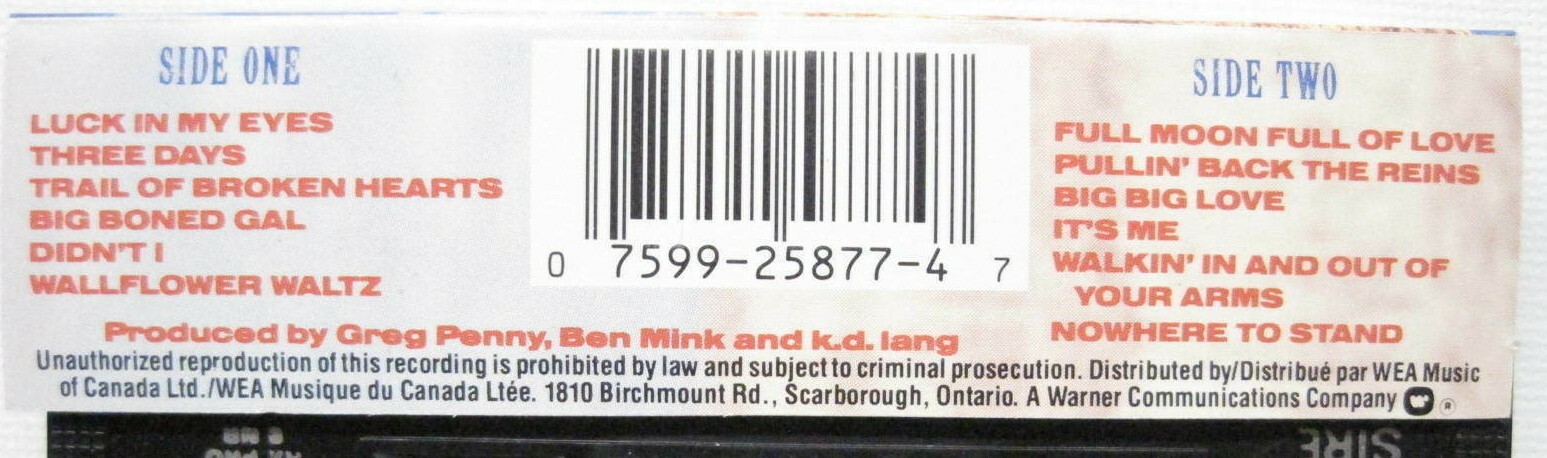 SIDE ONE
LUCK IN MY EYES
THREE DAYS
TRAIL OF BROKEN HEARTS
BIG BONED GAL
DIDN'T I
WALLFLOWER WALTZ
0 7599-25877-4 7
SIDE TWO
FULL MOON FULL OF LOVE
PULLIN' BACK THE REINS
BIG BIG LOVE
IT'S ME
WALKIN' IN AND OUT OF
YOUR ARMS
NOWHERE TO STAND
Produced by Greg Penny, Ben Mink and k.d. lang
Unauthorized reproduction of this recording is prohibited by law and subject to criminal prosecution. Distributed by/Distribué par WEA Music
of Canada Ltd./WEA Musique du Canada Ltée. 1810 Birchmount Rd., Scarborough, Ontario. A Warner Communications Company ®
SIRE